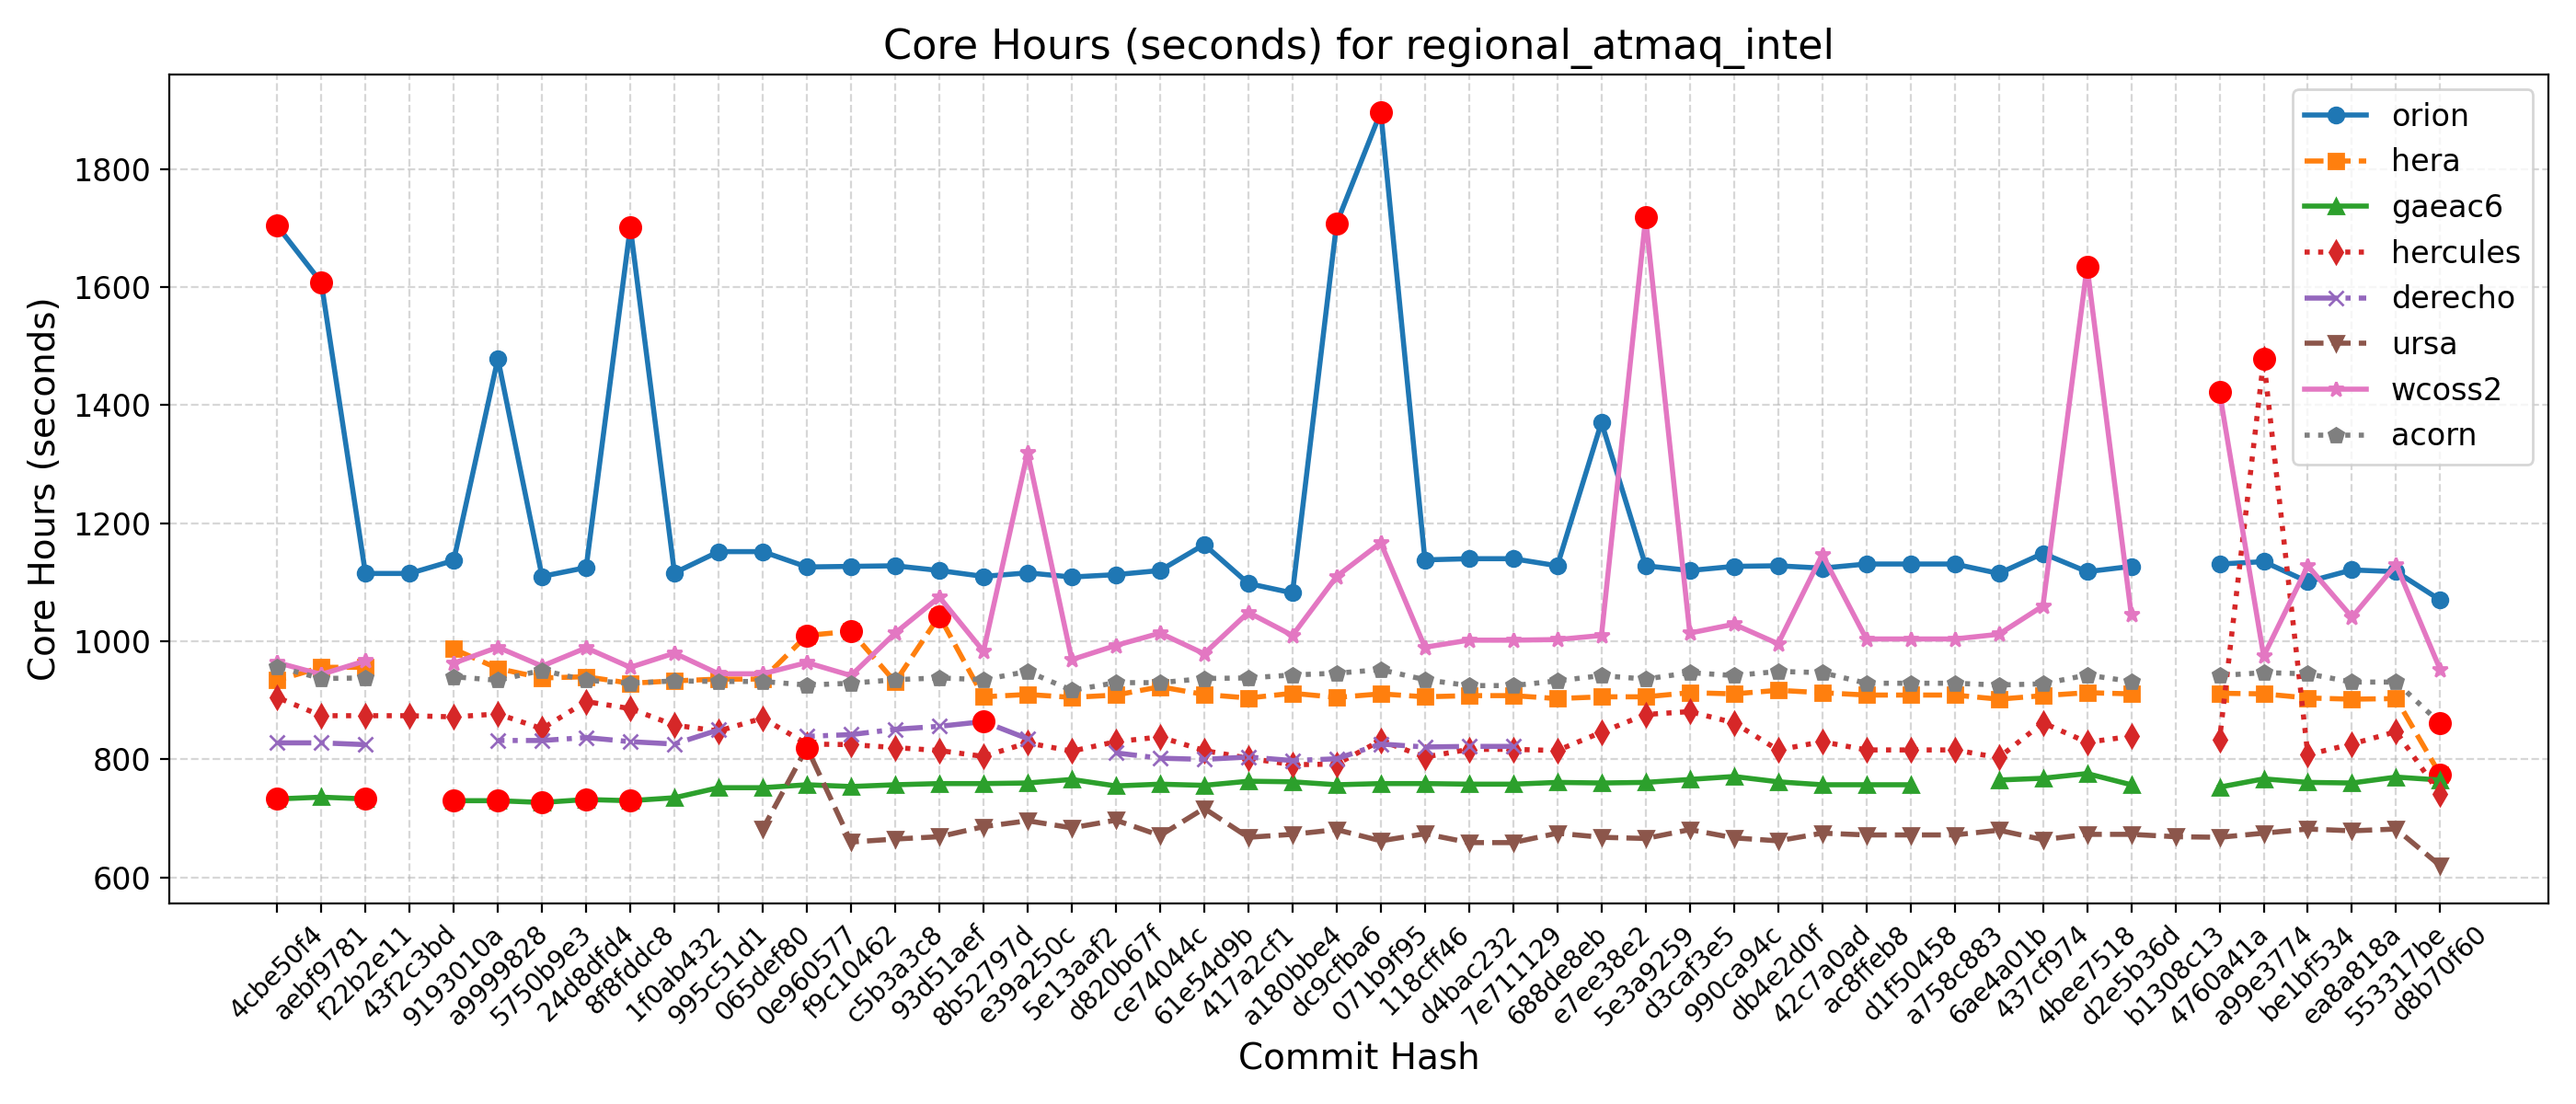 Core Hours (seconds) for regional_atmaq_intel
Core Hours (seconds)
1800
1600
1400
1200
1000
800
600
orion
hera
gaeac6
hercules
derecho
ursa
wcoss2
acorn
4cbe50f4
aebf9781
f22b2e11
43f2c3bd
9193010a
a9999828
5750b9e3
24d8dfd4
8f8fddc8
1f0ab432
995c51d1
065def80
0e960577
f9c10462
c5b3a3c8
93d51aef
8b52797d
e39a250c
5e13aaf2
d820b67f
ce74044c
61e54d9b
417a2cf1
a180bbe4
dc9cfba6
071b9f95
118cff46
d4bac232
7e711129
688de8eb
e7ee38e2
5e3a9259
d3caf3e5
990ca94c
db4e2d0f
42c7a0ad
ac8ffeb8
d1f50458
a758c883
6ae4a01b
437cf974
4bee7518
d2e5b36d
b1308c13
4760a41a
a99e3774
be1bf534
ea8a818a
553317be
d8b70f60
Commit Hash